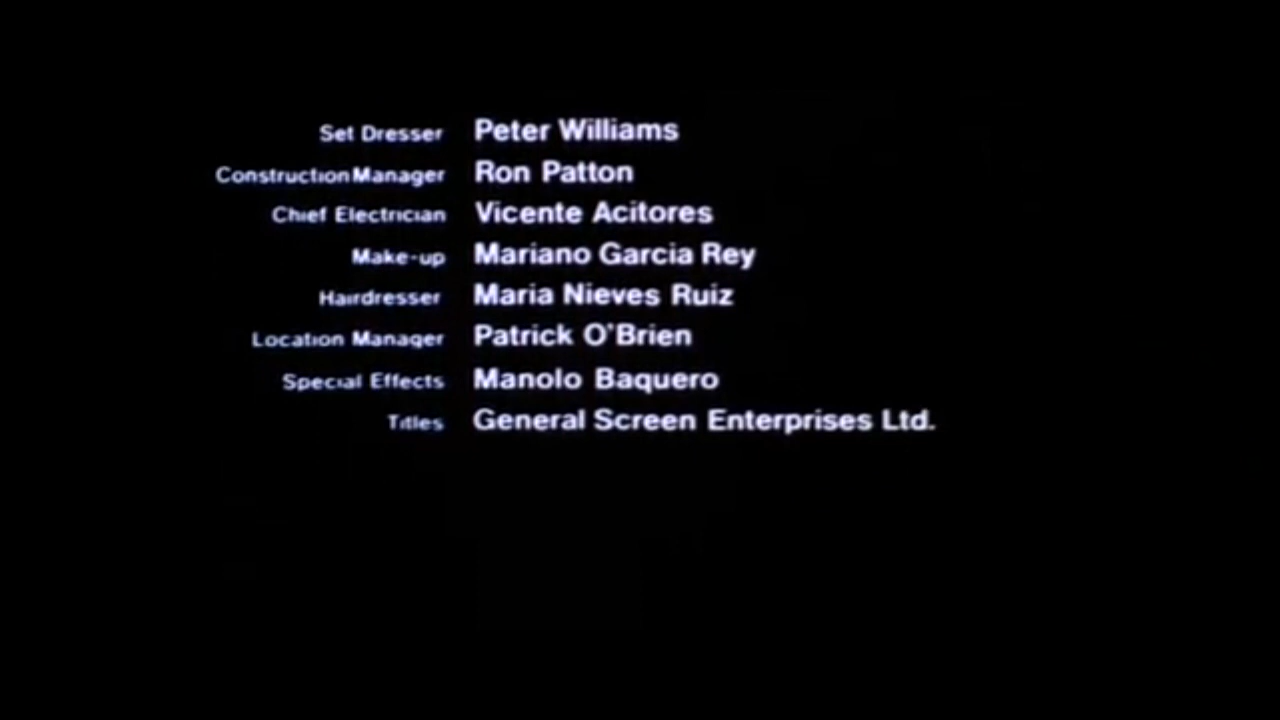 Set Dresser Peter Williams
Construction Manager Ron Patton
Chief Electrician Vicente Acitores
Make-up Mariano Garcia Rey
Hairdresser Maria Nieves Ruiz
Location Manager Patrick O'Brien
Special Effects Manolo Baquero
Titles General Screen Enterprises Ltd.